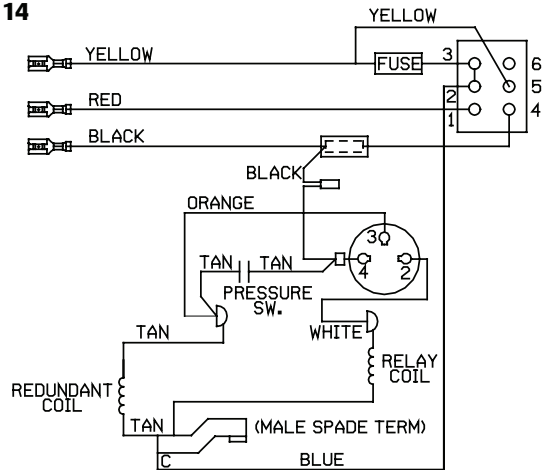 14
YELLOW
YELLOW
FUSE
3
6
5
RED
2
1
4
BLACK
BLACK
ORANGE
3
TAN
TAN
4
2
PRESSURE
SW.
TAN
WHITE
RELAY
COIL
REDUNDANT
COIL
TAN
(MALE SPADE TERM)
C
BLUE